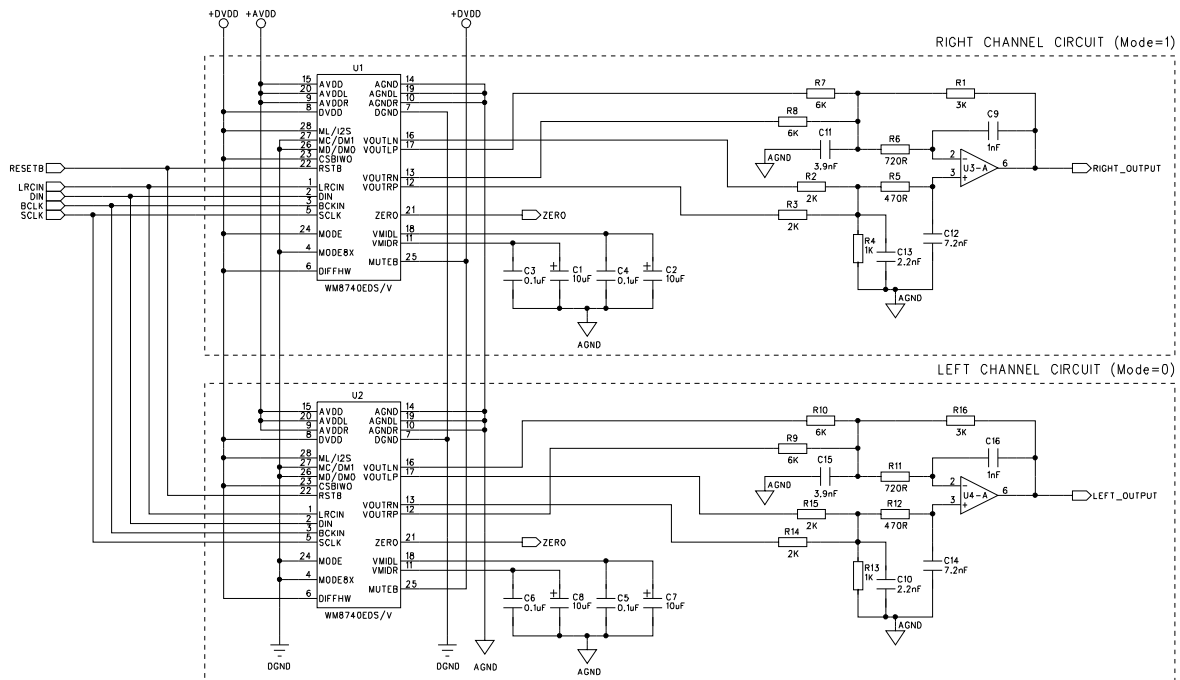 +DVDD +AVDD +DVDD
RIGHT CHANNEL CIRCUIT (Mode=1)
U1
15 AVDD AGND 14
20 AVDDL AGNDL 19
9 AVDDR AGNDR 10
8 DVDD DGND 7
28 ML/I2S
27 MC/DM1 VOUTLN 16
26 MD/DM0 VOUTLP 17
23 CSBIWO
22 RSTB
VOUTRN 13
VOUTRP 12
1 LRCIN
2 DIN
3 BCKIN
5 SCLK ZERO 21
24 MODE VMIDL 18
VMIDR 11
4 MODE8X
MUTEB 25
6 DIFFHW
WM8740EDS/V
RESETB
LRCIN
DIN
BCLK
SCLK
ZERO
C3
0.1uF
+ C1
10uF
C4
0.1uF
+ C2
10uF
AGND
R7
6K
R1
3K
R8
6K
C9
1nF
C11
3.9nF
AGND
R6
720R
2 -
U3-A 6
3 +
RIGHT_OUTPUT
R2
2K
R5
470R
R3
2K
C12
7.2nF
R4
1K
C13
2.2nF
AGND
LEFT CHANNEL CIRCUIT (Mode=0)
U2
15 AVDD AGND 14
20 AVDDL AGNDL 19
9 AVDDR AGNDR 10
8 DVDD DGND 7
28 ML/I2S
27 MC/DM1 VOUTLN 16
26 MD/DM0 VOUTLP 17
23 CSBIWO
22 RSTB
VOUTRN 13
VOUTRP 12
1 LRCIN
2 DIN
3 BCKIN
5 SCLK ZERO 21
24 MODE VMIDL 18
VMIDR 11
4 MODE8X
MUTEB 25
6 DIFFHW
WM8740EDS/V
ZERO
C6
0.1uF
+ C8
10uF
C5
0.1uF
+ C7
10uF
AGND
R10
6K
R16
3K
R9
6K
C16
1nF
C15
3.9nF
AGND
R11
720R
2 -
U4-A 6
3 +
LEFT_OUTPUT
R15
2K
R12
470R
R14
2K
C14
7.2nF
R13
1K
C10
2.2nF
AGND
DGND DGND AGND